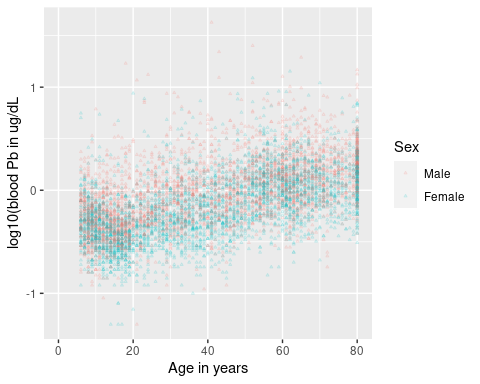 log10(blood Pb in ug/dL
1
0
-1
0 20 40 60 80
Age in years
Sex
Male
Female